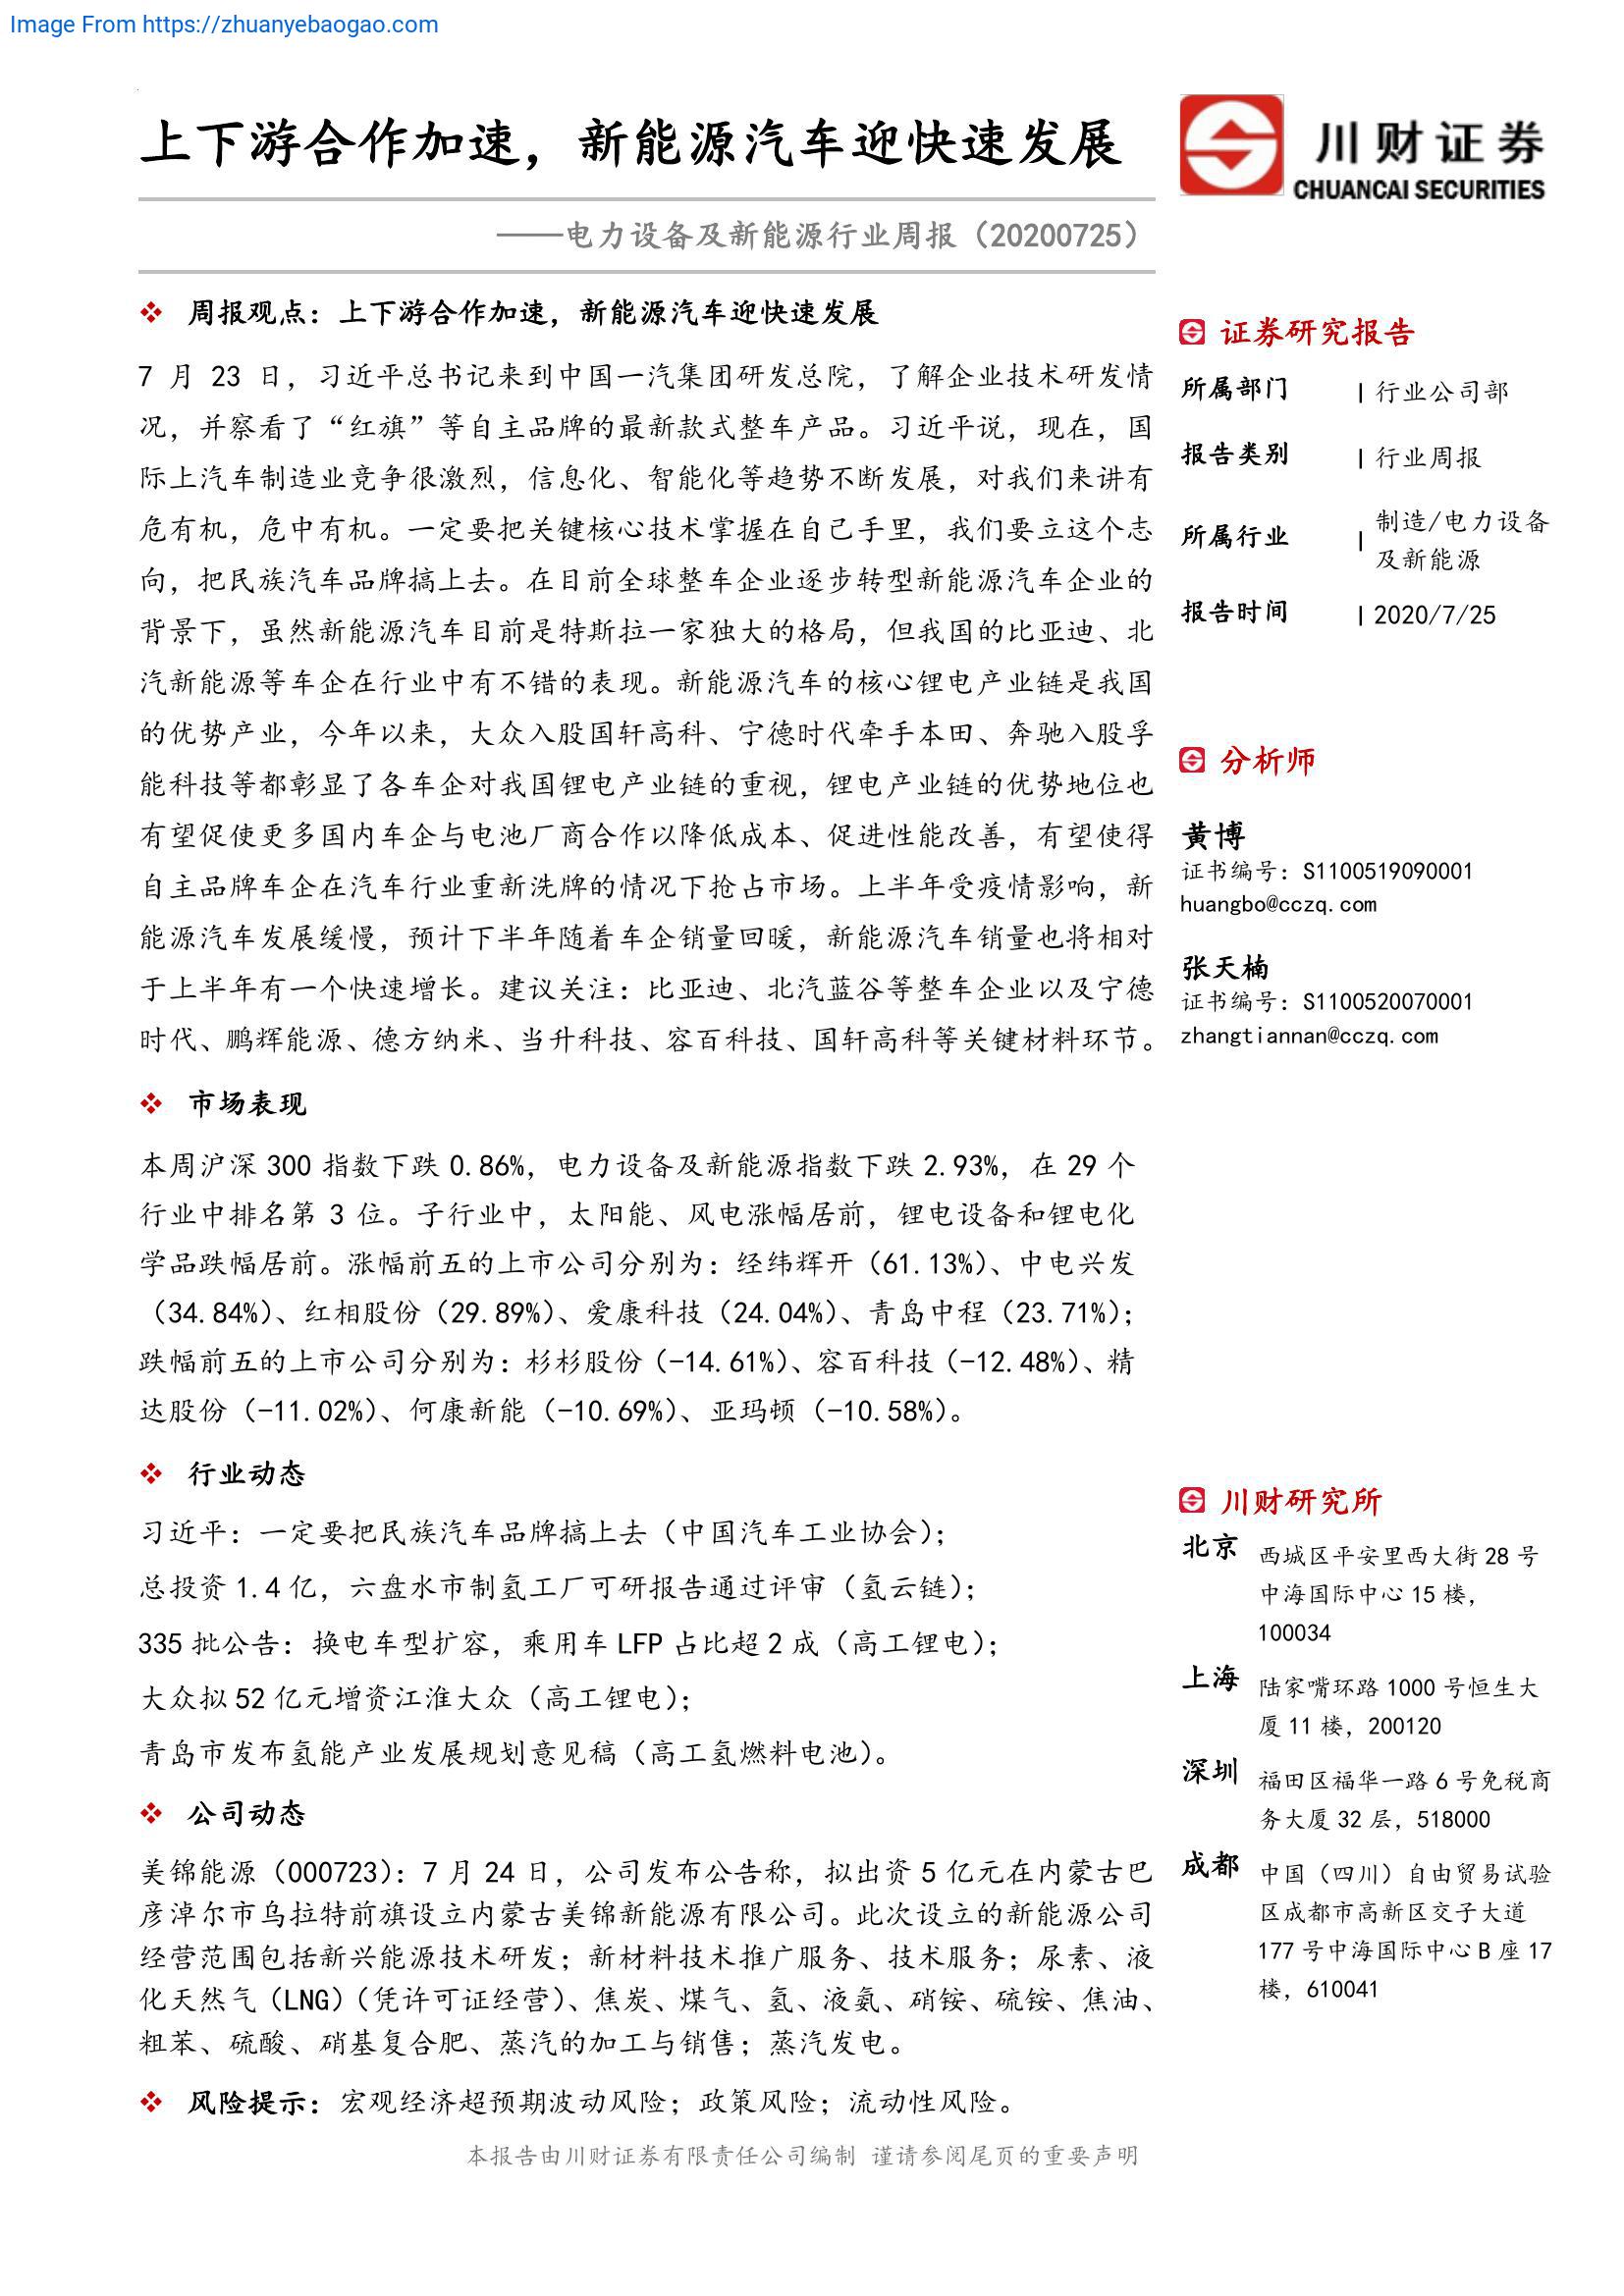 Image From https://zhuanyebaogao.com
上下游合作加速，新能源汽车迎快速发展
川财证券
CHUANCAI SECURITIES
——电力设备及新能源行业周报（20200725）
❖ 周报观点：上下游合作加速，新能源汽车迎快速发展
7 月 23 日，习近平总书记来到中国一汽集团研发总院，了解企业技术研发情
况，并察看了“红旗”等自主品牌的最新款式整车产品。习近平说，现在，国
际上汽车制造业竞争很激烈，信息化、智能化等趋势不断发展，对我们来讲有
危有机，危中有机。一定要把关键核心技术掌握在自己手里，我们要立这个志
向，把民族汽车品牌搞上去。在目前全球整车企业逐步转型新能源汽车企业的
背景下，虽然新能源汽车目前是特斯拉一家独大的格局，但我国的比亚迪、北
汽新能源等车企在行业中有不错的表现。新能源汽车的核心锂电产业链是我国
的优势产业，今年以来，大众入股国轩高科、宁德时代牵手本田、奔驰入股孚
能科技等都彰显了各车企对我国锂电产业链的重视，锂电产业链的优势地位也
有望促使更多国内车企与电池厂商合作以降低成本、促进性能改善，有望使得
自主品牌车企在汽车行业重新洗牌的情况下抢占市场。上半年受疫情影响，新
能源汽车发展缓慢，预计下半年随着车企销量回暖，新能源汽车销量也将相对
于上半年有一个快速增长。建议关注：比亚迪、北汽蓝谷等整车企业以及宁德
时代、鹏辉能源、德方纳米、当升科技、容百科技、国轩高科等关键材料环节。
❖ 市场表现
本周沪深 300 指数下跌 0.86%，电力设备及新能源指数下跌 2.93%，在 29 个
行业中排名第 3 位。子行业中，太阳能、风电涨幅居前，锂电设备和锂电化
学品跌幅居前。涨幅前五的上市公司分别为：经纬辉开（61.13%）、中电兴发
（34.84%）、红相股份（29.89%）、爱康科技（24.04%）、青岛中程（23.71%）；
跌幅前五的上市公司分别为：杉杉股份（-14.61%）、容百科技（-12.48%）、精
达股份（-11.02%）、何康新能（-10.69%）、亚玛顿（-10.58%）。
❖ 行业动态
习近平：一定要把民族汽车品牌搞上去（中国汽车工业协会）；
总投资 1.4 亿，六盘水市制氢工厂可研报告通过评审（氢云链）；
335 批公告：换电车型扩容，乘用车 LFP 占比超 2 成（高工锂电）；
大众拟 52 亿元增资江淮大众（高工锂电）；
青岛市发布氢能产业发展规划意见稿（高工氢燃料电池）。
❖ 公司动态
美锦能源（000723）：7 月 24 日，公司发布公告称，拟出资 5 亿元在内蒙古巴
彦淖尔市乌拉特前旗设立内蒙古美锦新能源有限公司。此次设立的新能源公司
经营范围包括新兴能源技术研发；新材料技术推广服务、技术服务；尿素、液
化天然气（LNG）（凭许可证经营）、焦炭、煤气、氢、液氨、硝铵、硫铵、焦油、
粗苯、硫酸、硝基复合肥、蒸汽的加工与销售；蒸汽发电。
❖ 风险提示：宏观经济超预期波动风险；政策风险；流动性风险。
证券研究报告
所属部门 | 行业公司部
报告类别 | 行业周报
所属行业 | 制造/电力设备
及新能源
报告时间 | 2020/7/25
分析师
黄博
证书编号：S1100519090001
huangbo@cczq.com
张天楠
证书编号：S1100520070001
zhangtiannan@cczq.com
川财研究所
北京 西城区平安里西大街 28 号
中海国际中心 15 楼，
100034
上海 陆家嘴环路 1000 号恒生大
厦 11 楼，200120
深圳 福田区福华一路 6 号免税商
务大厦 32 层，518000
成都 中国（四川）自由贸易试验
区成都市高新区交子大道
177 号中海国际中心 B 座 17
楼，610041
本报告由川财证券有限责任公司编制 谨请参阅尾页的重要声明